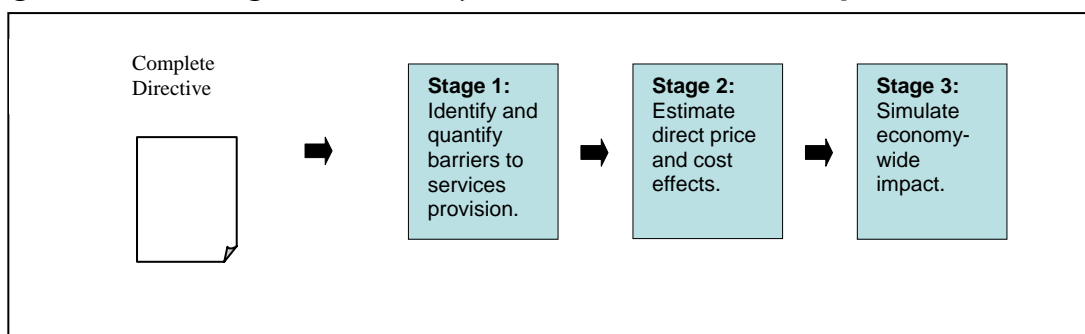 Complete
Directive
Stage 1:
Identify and
quantify
barriers to
services
provision.
Stage 2:
Estimate
direct price
and cost
effects.
Stage 3:
Simulate
economy-
wide
impact.